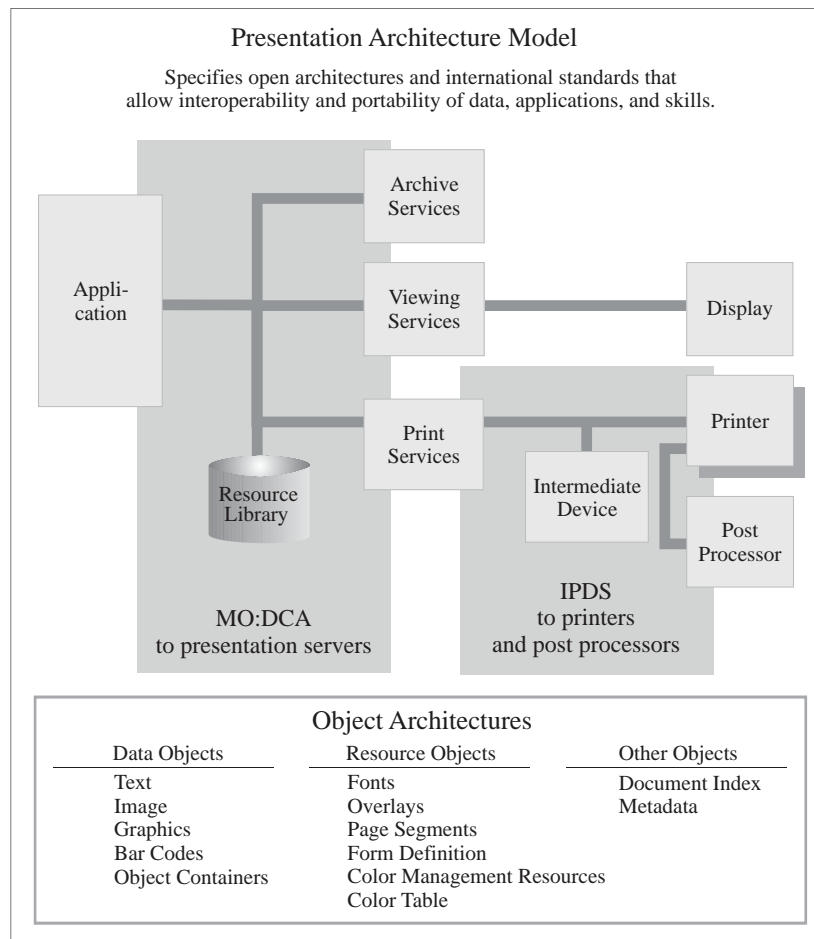 Presentation Architecture Model
Specifies open architectures and international standards that
allow interoperability and portability of data, applications, and skills.
Archive
Services
Appli-
cation
Viewing
Services
Display
Print
Services
Printer
Resource
Library
Intermediate
Device
Post
Processor
MO:DCA
to presentation servers
IPDS
to printers
and post processors
Object Architectures
Data Objects
Text
Image
Graphics
Bar Codes
Object Containers
Resource Objects
Fonts
Overlays
Page Segments
Form Definition
Color Management Resources
Color Table
Other Objects
Document Index
Metadata